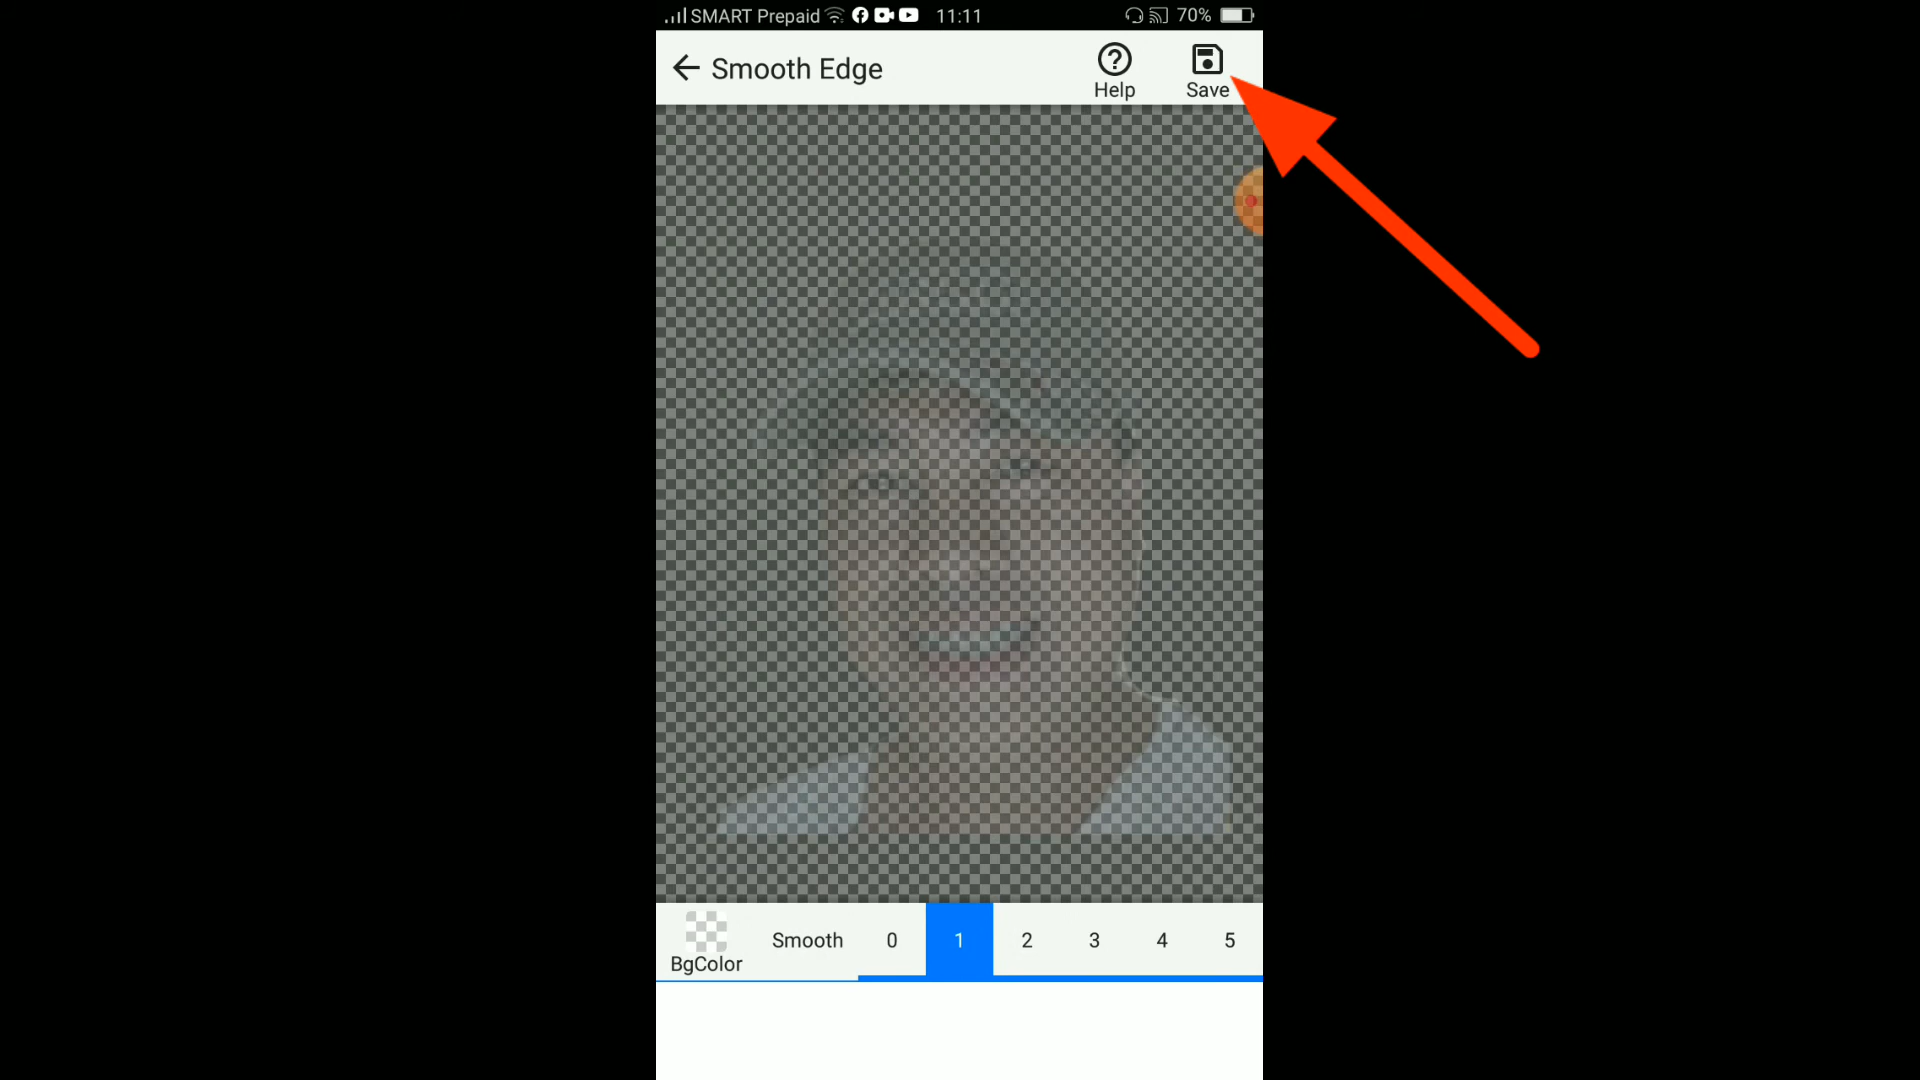 SMART Prepaid 11:11 70%
Smooth Edge
Help
Save
BgColor
Smooth 0 1 2 3 4 5